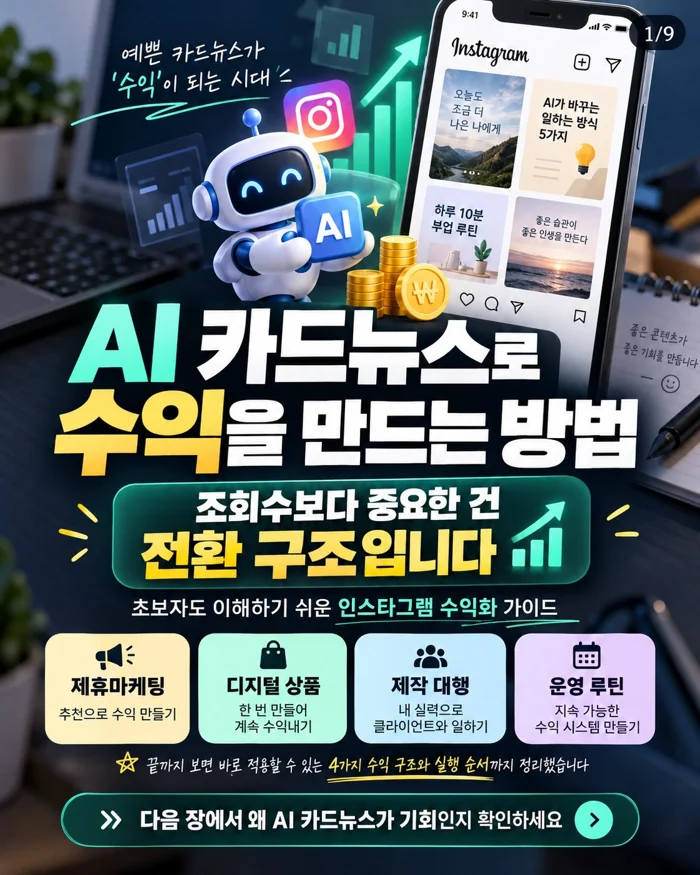 1/9
예쁜 카드뉴스가
'수익'이 되는 시대
9:41
Instagram
오늘도
조금 더
나은 나에게
AI가 바꾸는
일하는 방식
5가지
하루 10분
부업 루틴
좋은 습관이
좋은 인생을 만든다
AI
좋은 콘텐츠가
좋은 기회를 만듭니다
AI 카드뉴스로
수익을 만드는 방법
조회수보다 중요한 건
전환 구조입니다
초보자도 이해하기 쉬운 인스타그램 수익화 가이드
제휴마케팅
추천으로 수익 만들기
디지털 상품
한 번 만들어
계속 수익내기
제작 대행
내 실력으로
클라이언트와 일하기
운영 루틴
지속 가능한
수익 시스템 만들기
끝까지 보면 바로 적용할 수 있는 4가지 수익 구조와 실행 순서까지 정리했습니다
다음 장에서 왜 AI 카드뉴스가 기회인지 확인하세요